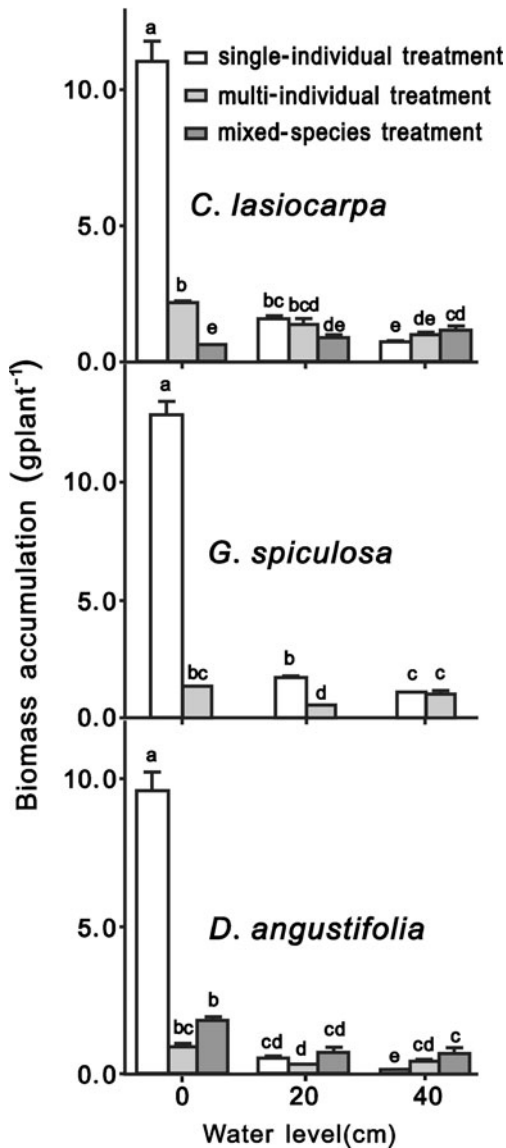 a
single-individual treatment
multi-individual treatment
mixed-species treatment
10.0
C. lasiocarpa
5.0
b
e
bc
bcd
de
e
de
cd
0.0
a
10.0
G. spiculosa
5.0
bc
b
d
c
c
0.0
a
10.0
D. angustifolia
5.0
bc
b
cd
d
cd
e
cd
c
0.0
0
20
40
Water level(cm)
Biomass accumulation (gplant⁻¹)